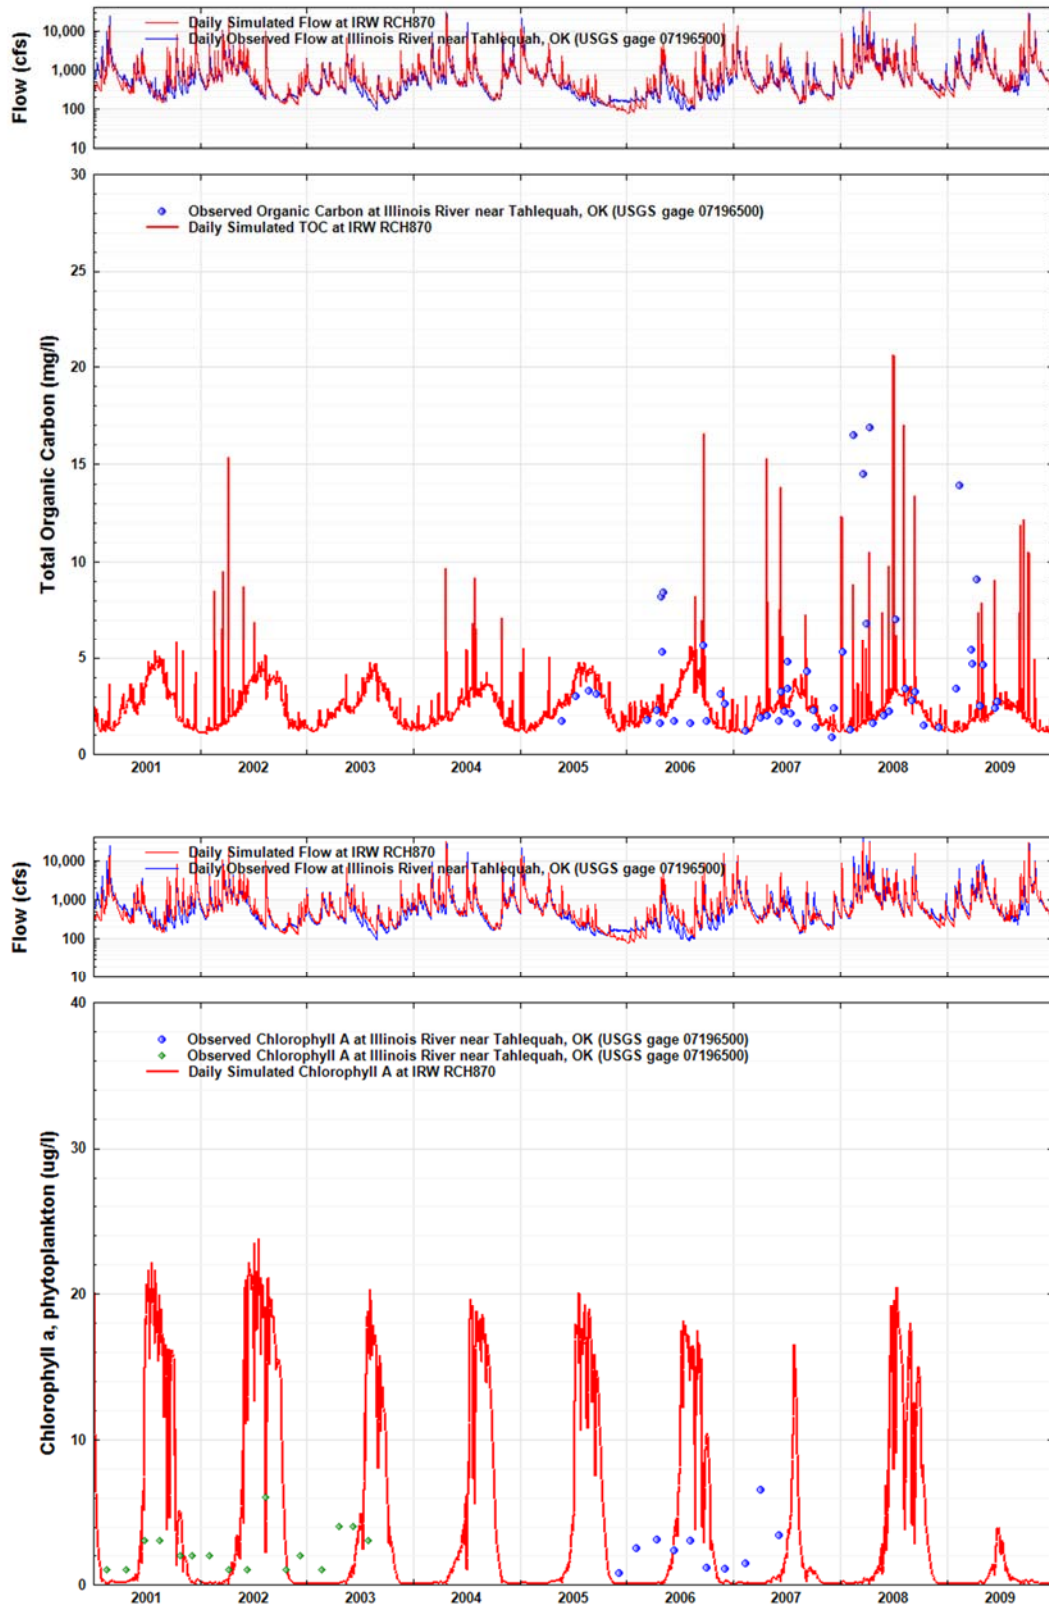 Daily Simulated Flow at IRW RCH870
Daily Observed Flow at Illinois River near Tahlequah, OK (USGS gage 07196500)
Flow (cfs)
10,000
1,000
100
10
30
25
20
15
10
5
0
Observed Organic Carbon at Illinois River near Tahlequah, OK (USGS gage 07196500)
Daily Simulated TOC at IRW RCH870
Total Organic Carbon (mg/l)
2001 2002 2003 2004 2005 2006 2007 2008 2009
Daily Simulated Flow at IRW RCH870
Daily Observed Flow at Illinois River near Tahlequah, OK (USGS gage 07196500)
Flow (cfs)
10,000
1,000
100
10
40
30
20
10
0
Observed Chlorophyll A at Illinois River near Tahlequah, OK (USGS gage 07196500)
Observed Chlorophyll A at Illinois River near Tahlequah, OK (USGS gage 07196500)
Daily Simulated Chlorophyll A at IRW RCH870
Chlorophyll a, phytoplankton (ug/l)
2001 2002 2003 2004 2005 2006 2007 2008 2009